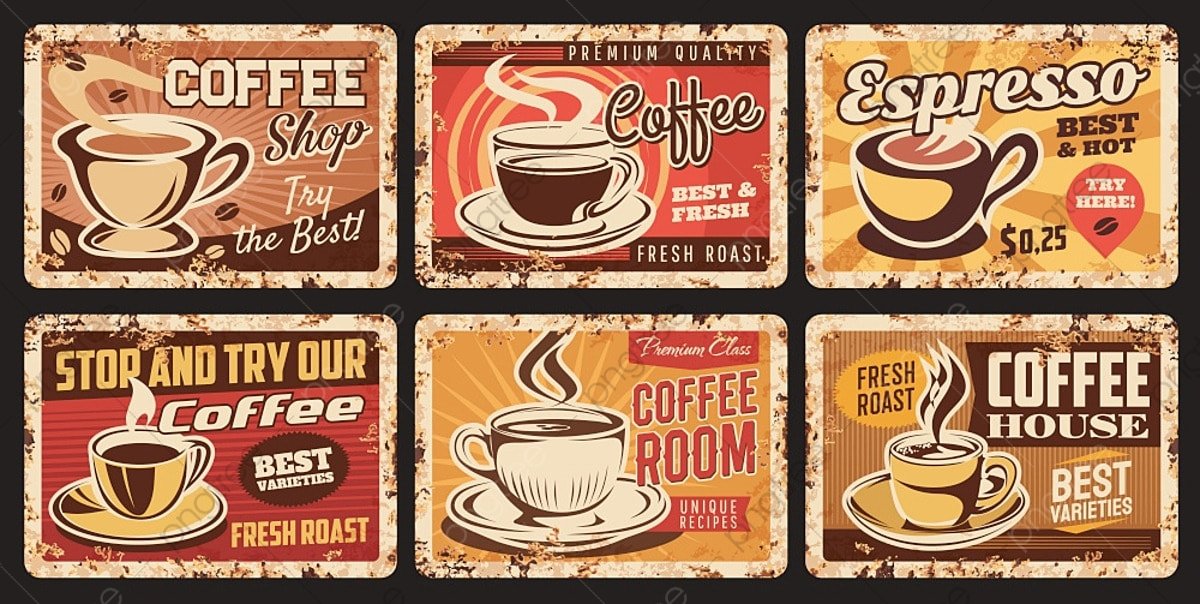 COFFEE
Shop
Try
the Best!
PREMIUM QUALITY
Coffee
BEST &
FRESH
FRESH ROAST
Espresso
BEST
& HOT
TRY
HERE!
$0,25
STOP AND TRY OUR
Coffee
BEST
VARIETIES
FRESH ROAST
Premium Class
COFFEE
ROOM
UNIQUE
RECIPES
FRESH
ROAST
COFFEE
HOUSE
BEST
VARIETIES
pngtree